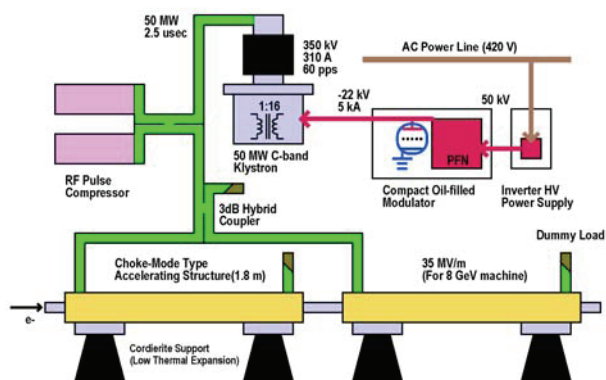 50 MW
2.5 usec
350 kV
310 A
60 pps
AC Power Line (420 V)
-22 kV
5 kA
50 kV
1:16
PFN
50 MW C-band
Klystron
Compact Oil-filled
Modulator
Inverter HV
Power Supply
RF Pulse
Compressor
3dB Hybrid
Coupler
Dummy Load
Choke-Mode Type
Accelerating Structure(1.8 m)
35 MV/m
(For 8 GeV machine)
e-
Cordierite Support
(Low Thermal Expansion)